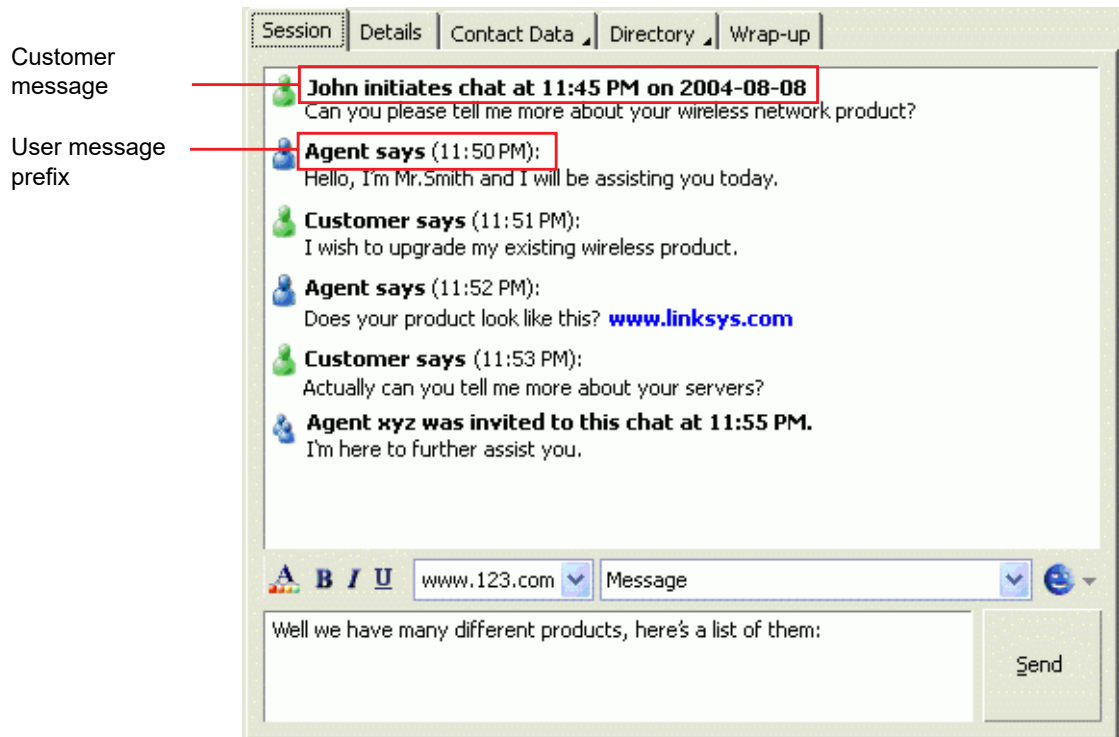 Session Details Contact Data Directory Wrap-up
Customer
message
John initiates chat at 11:45 PM on 2004-08-08
Can you please tell me more about your wireless network product?
User message
prefix
Agent says (11:50 PM):
Hello, I'm Mr.Smith and I will be assisting you today.
Customer says (11:51 PM):
I wish to upgrade my existing wireless product.
Agent says (11:52 PM):
Does your product look like this? www.linksys.com
Customer says (11:53 PM):
Actually can you tell me more about your servers?
Agent xyz was invited to this chat at 11:55 PM.
I'm here to further assist you.
A B I U www.123.com Message
Well we have many different products, here's a list of them:
Send